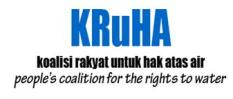 KRuHA
koalisi rakyat untuk hak atas air
people's coalition for the rights to water